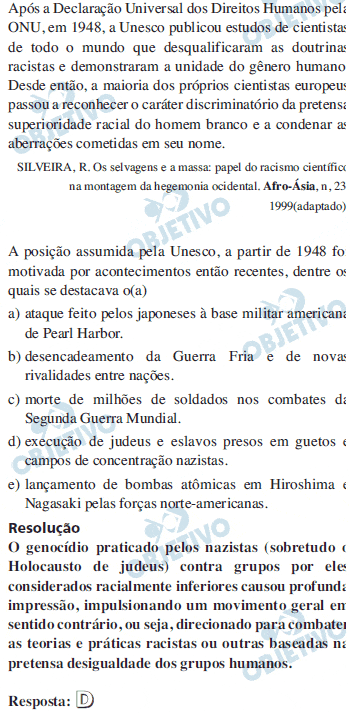 Após a Declaração Universal dos Direitos Humanos pela
ONU, em 1948, a Unesco publicou estudos de cientistas
de todo o mundo que desqualificaram as doutrinas
racistas e demonstraram a unidade do gênero humano.
Desde então, a maioria dos próprios cientistas europeus
passou a reconhecer o caráter discriminatório da pretensa
superioridade racial do homem branco e a condenar as
aberrações cometidas em seu nome.
SILVEIRA, R. Os selvagens e a massa: papel do racismo científico
na montagem da hegemonia ocidental. Afro-Ásia, n, 23
1999(adaptado)
A posição assumida pela Unesco, a partir de 1948 foi
motivada por acontecimentos então recentes, dentre os
quais se destacava o(a)
a) ataque feito pelos japoneses à base militar americana
de Pearl Harbor.
b) desencadeamento da Guerra Fria e de novas
rivalidades entre nações.
c) morte de milhões de soldados nos combates da
Segunda Guerra Mundial.
d) execução de judeus e eslavos presos em guetos e
campos de concentração nazistas.
e) lançamento de bombas atômicas em Hiroshima e
Nagasaki pelas forças norte-americanas.
Resolução
O genocídio praticado pelos nazistas (sobretudo o
Holocausto de judeus) contra grupos por eles
considerados racialmente inferiores causou profunda
impressão, impulsionando um movimento geral em
sentido contrário, ou seja, direcionado para combater
as teorias e práticas racistas ou outras baseadas na
pretensa desigualdade dos grupos humanos.
Resposta: D
OBJETIVO
OBJETIVO
OBJETIVO
OBJETIVO
OBJETIVO
OBJETIVO
OBJETIVO